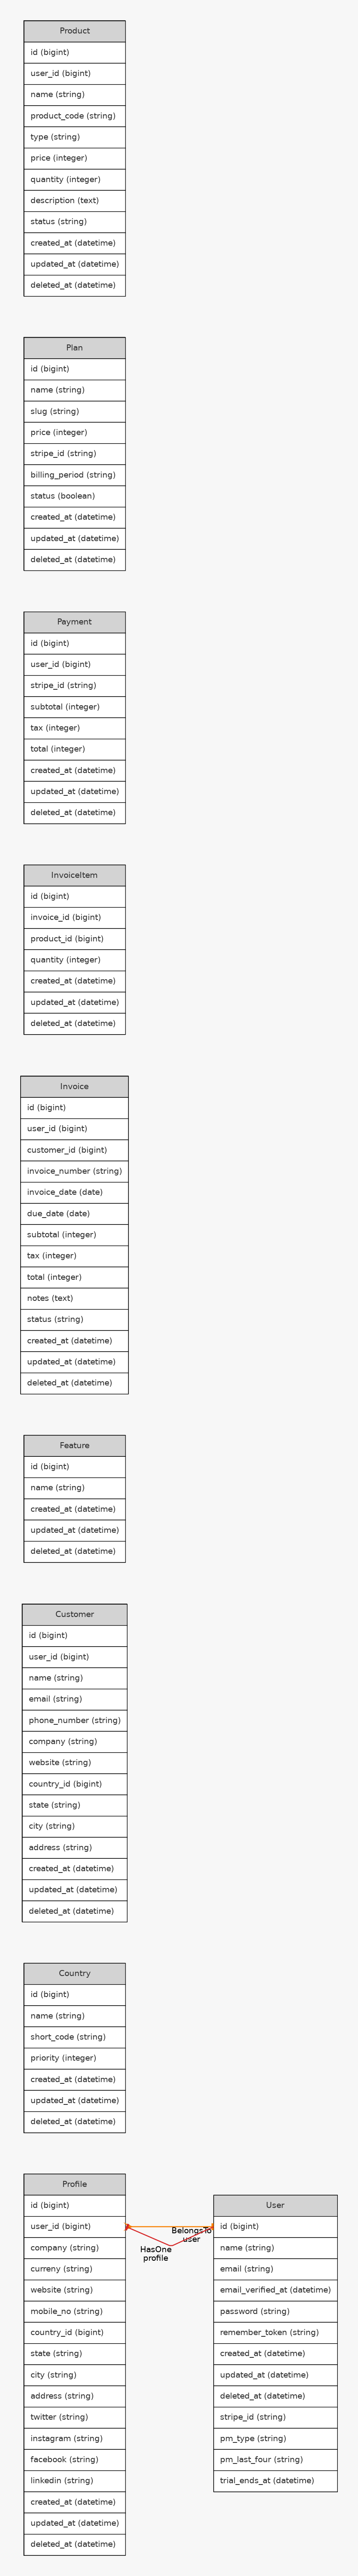 Product
id (bigint)
user_id (bigint)
name (string)
product_code (string)
type (string)
price (integer)
quantity (integer)
description (text)
status (string)
created_at (datetime)
updated_at (datetime)
deleted_at (datetime)
Plan
id (bigint)
name (string)
slug (string)
price (integer)
stripe_id (string)
billing_period (string)
status (boolean)
created_at (datetime)
updated_at (datetime)
deleted_at (datetime)
Payment
id (bigint)
user_id (bigint)
stripe_id (string)
subtotal (integer)
tax (integer)
total (integer)
created_at (datetime)
updated_at (datetime)
deleted_at (datetime)
InvoiceItem
id (bigint)
invoice_id (bigint)
product_id (bigint)
quantity (integer)
created_at (datetime)
updated_at (datetime)
deleted_at (datetime)
Invoice
id (bigint)
user_id (bigint)
customer_id (bigint)
invoice_number (string)
invoice_date (date)
due_date (date)
subtotal (integer)
tax (integer)
total (integer)
notes (text)
status (string)
created_at (datetime)
updated_at (datetime)
deleted_at (datetime)
Feature
id (bigint)
name (string)
created_at (datetime)
updated_at (datetime)
deleted_at (datetime)
Customer
id (bigint)
user_id (bigint)
name (string)
email (string)
phone_number (string)
company (string)
website (string)
country_id (bigint)
state (string)
city (string)
address (string)
created_at (datetime)
updated_at (datetime)
deleted_at (datetime)
Country
id (bigint)
name (string)
short_code (string)
priority (integer)
created_at (datetime)
updated_at (datetime)
deleted_at (datetime)
Profile
id (bigint)
user_id (bigint)
company (string)
curreny (string)
website (string)
mobile_no (string)
country_id (bigint)
state (string)
city (string)
address (string)
twitter (string)
instagram (string)
facebook (string)
linkedin (string)
created_at (datetime)
updated_at (datetime)
deleted_at (datetime)
BelongsTo
user
HasOne
profile
User
id (bigint)
name (string)
email (string)
email_verified_at (datetime)
password (string)
remember_token (string)
created_at (datetime)
updated_at (datetime)
deleted_at (datetime)
stripe_id (string)
pm_type (string)
pm_last_four (string)
trial_ends_at (datetime)